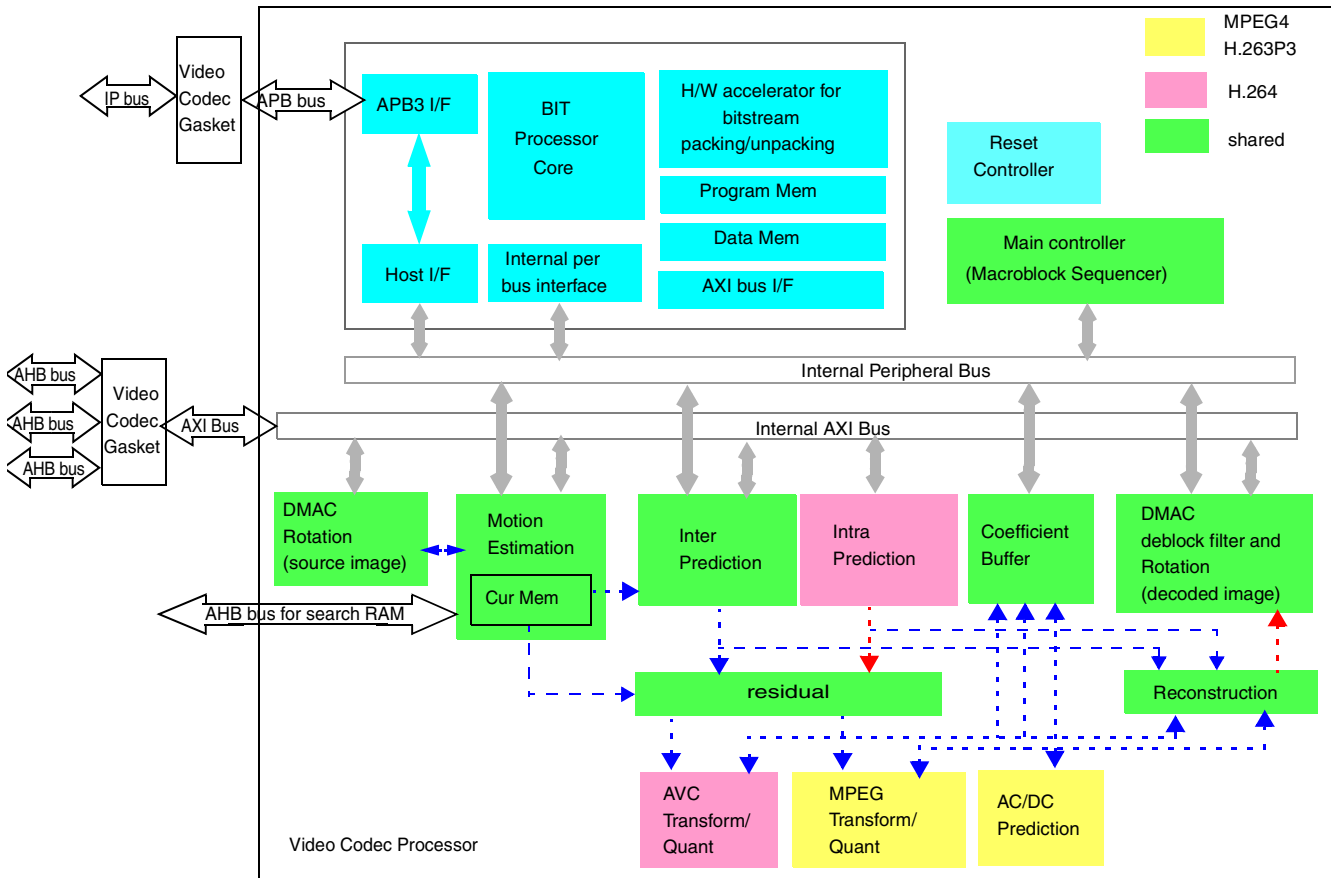 MPEG4
H.263P3
H.264
shared
Video
Codec
Gasket
IP bus
APB bus
APB3 I/F
BIT
Processor
Core
H/W accelerator for
bitstream
packing/unpacking
Program Mem
Data Mem
AXI bus I/F
Host I/F
Internal per
bus interface
Reset
Controller
Main controller
(Macroblock Sequencer)
Internal Peripheral Bus
AHB bus
AHB bus
AHB bus
Video
Codec
Gasket
AXI Bus
Internal AXI Bus
DMAC
Rotation
(source image)
Motion
Estimation
Cur Mem
Inter
Prediction
Intra
Prediction
Coefficient
Buffer
DMAC
deblock filter and
Rotation
(decoded image)
AHB bus for search RAM
residual
Reconstruction
AVC
Transform/
Quant
MPEG
Transform/
Quant
AC/DC
Prediction
Video Codec Processor